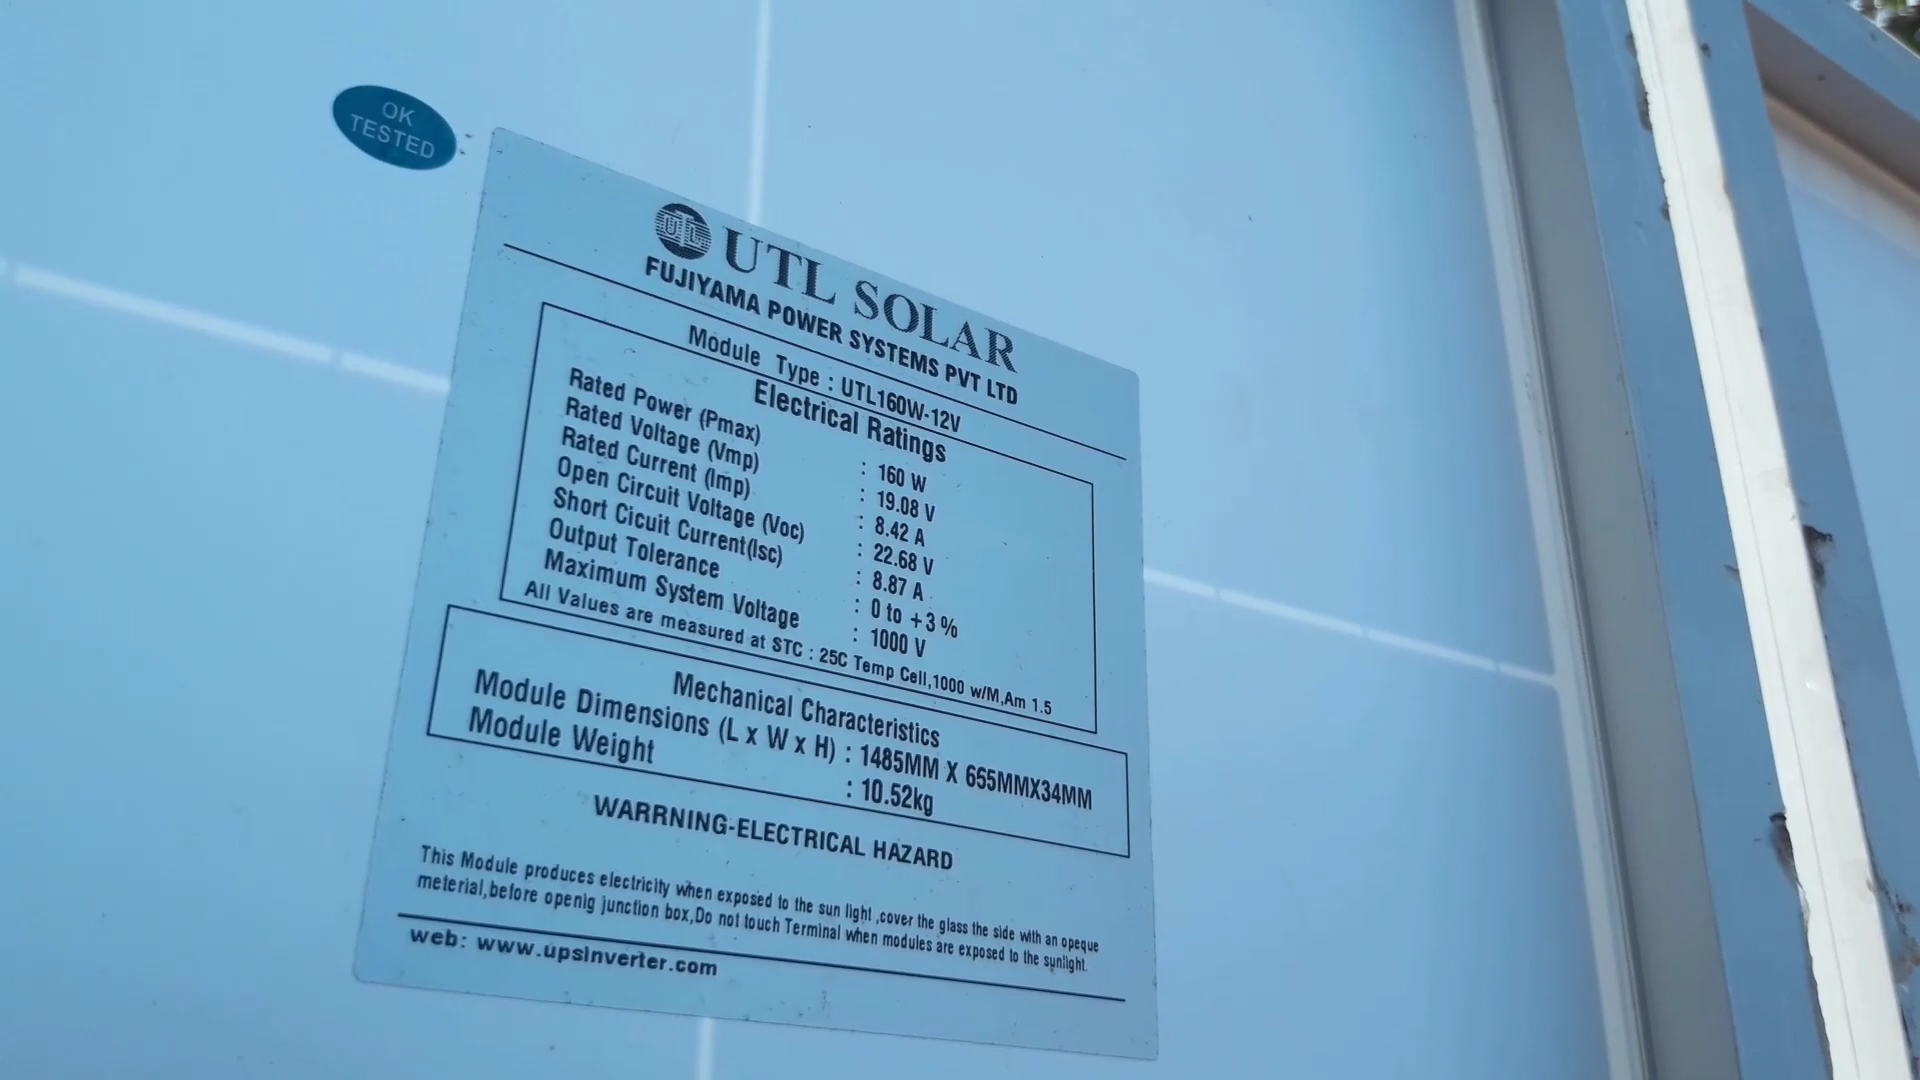 OK
TESTED
UTL UTL SOLAR
FUJIYAMA POWER SYSTEMS PVT LTD
Module Type : UTL160W-12V
Electrical Ratings
Rated Power (Pmax) : 160 W
Rated Voltage (Vmp) : 19.08 V
Rated Current (Imp) : 8.42 A
Open Circuit Voltage (Voc) : 22.68 V
Short Cicuit Current(Isc) : 8.87 A
Output Tolerance : 0 to +3%
Maximum System Voltage : 1000 V
All Values are measured at STC : 25C Temp Cell,1000 w/M,Am 1.5
Mechanical Characteristics
Module Dimensions (L x W x H) : 1485MM X 655MMX34MM
Module Weight : 10.52kg
WARRNING-ELECTRICAL HAZARD
This Module produces electricity when exposed to the sun light ,cover the glass the side with an opeque
meterial,before openig junction box,Do not touch Terminal when modules are exposed to the sunlight.
web: www.upsinverter.com